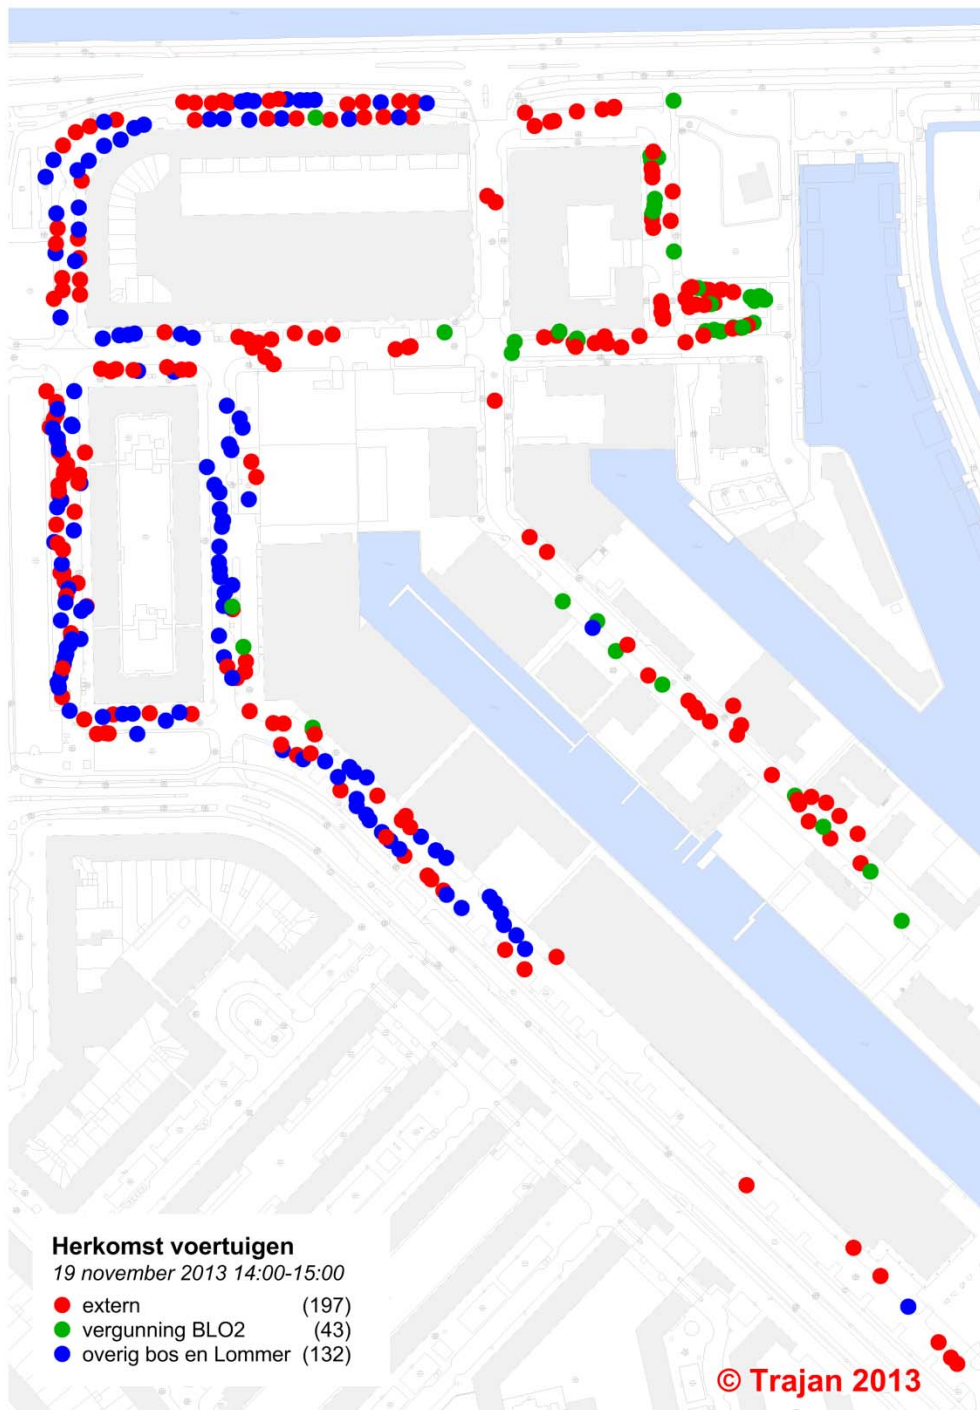 Herkomst voertuigen
19 november 2013 14:00-15:00
extern (197)
vergunning BLO2 (43)
overig bos en Lommer (132)
© Trajan 2013